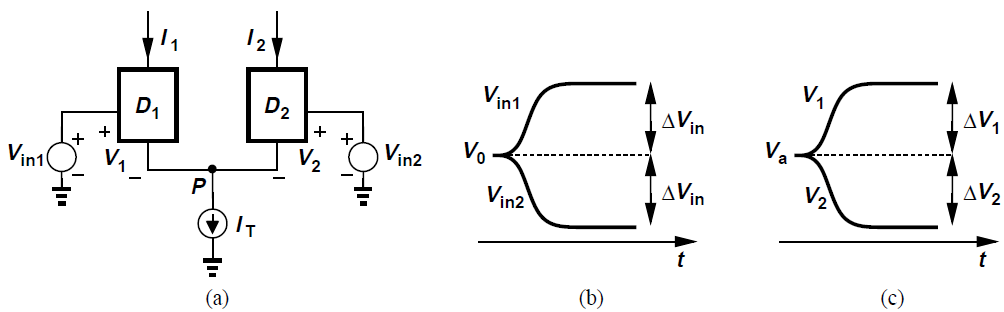 I1
I2
D1
D2
+
V1
−
+
V2
−
Vin1
+
−
+
−
Vin2
P
IT
(a)
Vin1
V0
Vin2
ΔVin
ΔVin
t
(b)
V1
Va
V2
ΔV1
ΔV2
t
(c)